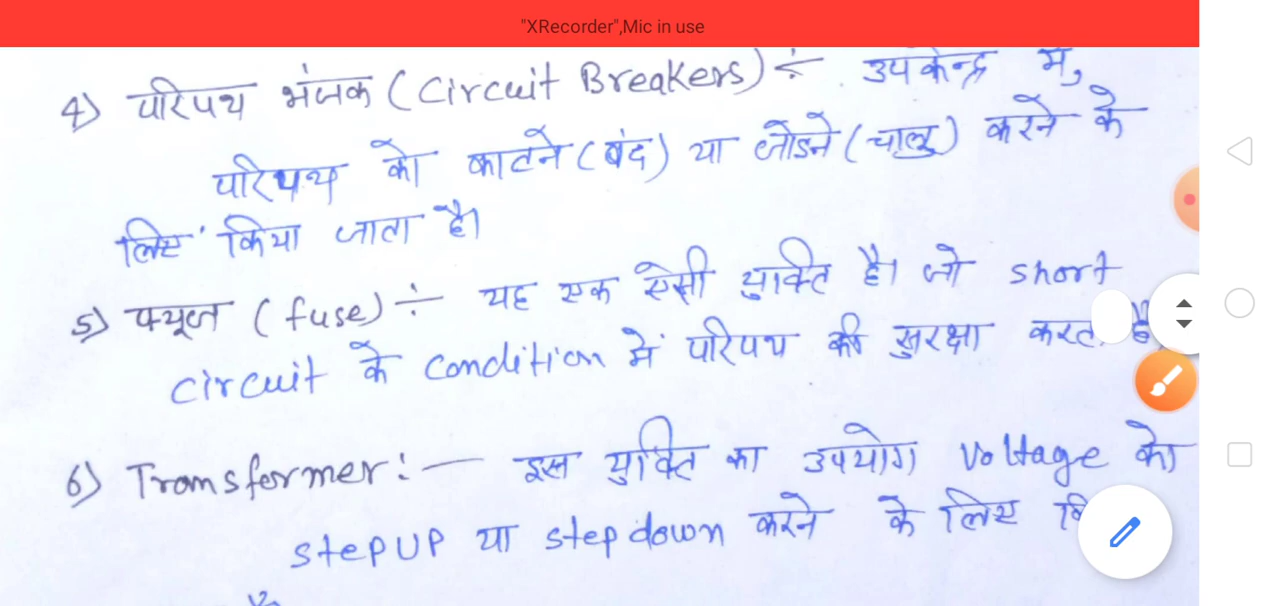 "XRecorder",Mic in use
4) परिपथ भंजक (Circuit Breakers) ÷ उपकेन्द्र में,
परिपथ को काटने (बंद) या जोडने (चालु) करने के
लिए किया जाता है।
5) फ्यूज (fuse) ÷ यह एक ऐसी युक्ति है। जो short
circuit के condition में परिपथ की सुरक्षा करता है
6) Transformer:— इस युक्ति का उपयोग Voltage को
stepUP या step down करने के लिए